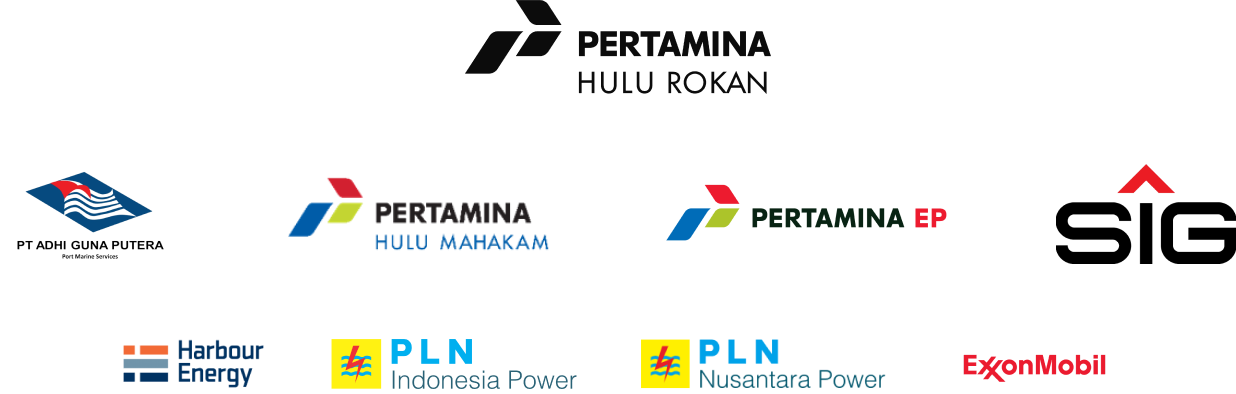 PERTAMINA
HULU ROKAN
PT ADHI GUNA PUTERA
Port Marine Services
PERTAMINA
HULU MAHAKAM
PERTAMINA EP
SIG
Harbour
Energy
PLN
Indonesia Power
PLN
Nusantara Power
ExxonMobil